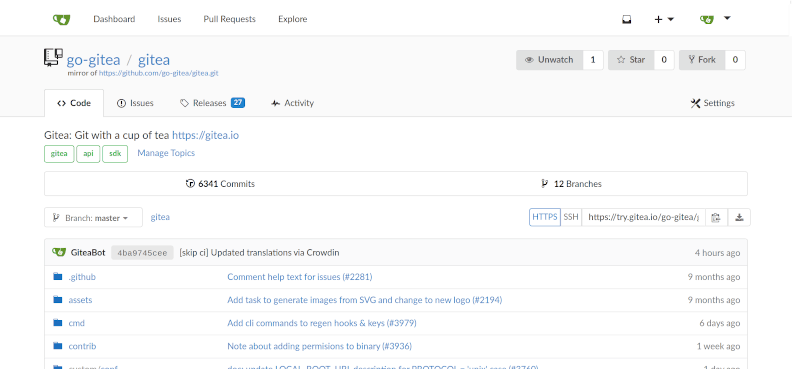 Dashboard Issues Pull Requests Explore
go-gitea / gitea Unwatch 1 Star 0 Fork 0
mirror of https://github.com/go-gitea/gitea.git
Code Issues Releases 27 Activity Settings
Gitea: Git with a cup of tea https://gitea.io
gitea api sdk Manage Topics
6341 Commits 12 Branches
Branch: master gitea HTTPS SSH https://try.gitea.io/go-gitea/
GiteaBot 4ba9745cee [skip ci] Updated translations via Crowdin 4 hours ago
.github Comment help text for issues (#2281) 9 months ago
assets Add task to generate images from SVG and change to new logo (#2194) 9 months ago
cmd Add cli commands to regen hooks & keys (#3979) 6 days ago
contrib Note about adding permisions to binary (#3936) 1 week ago